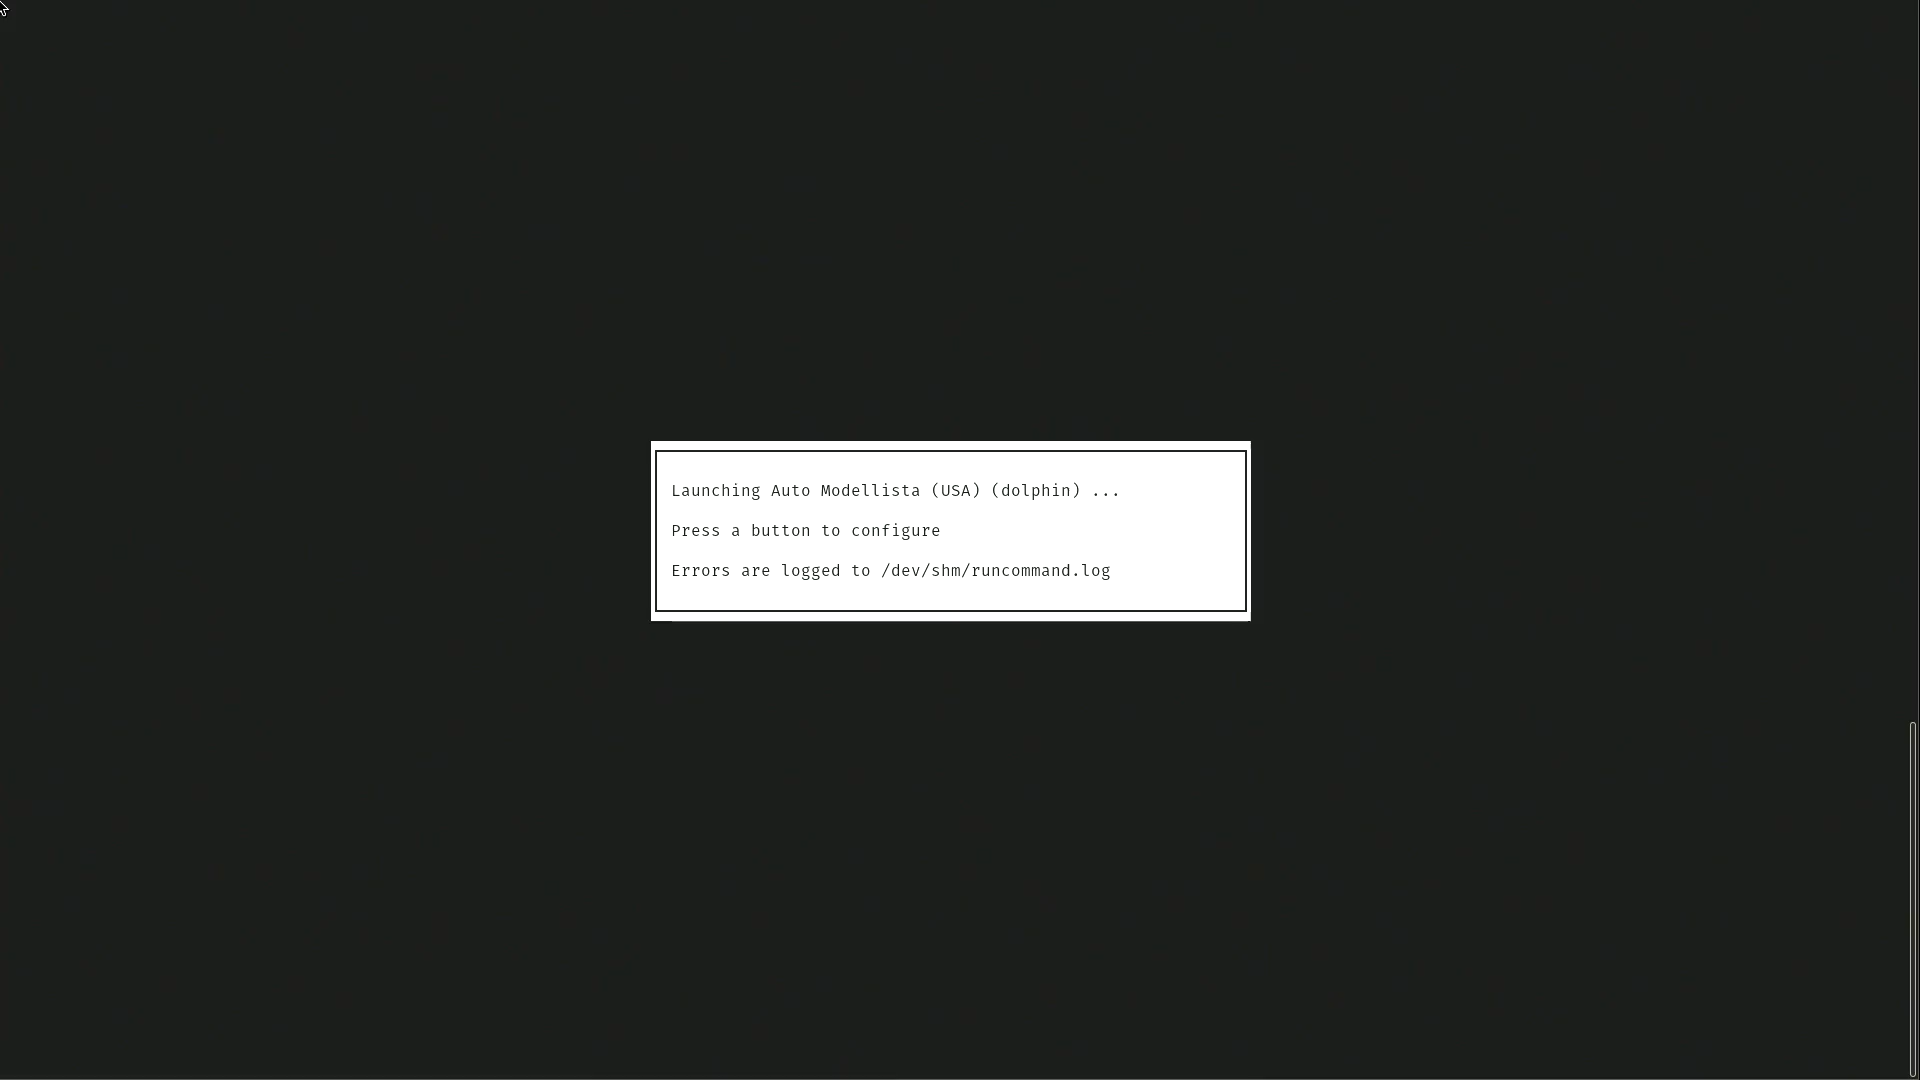 Launching Auto Modellista (USA) (dolphin) ...
Press a button to configure
Errors are logged to /dev/shm/runcommand.log